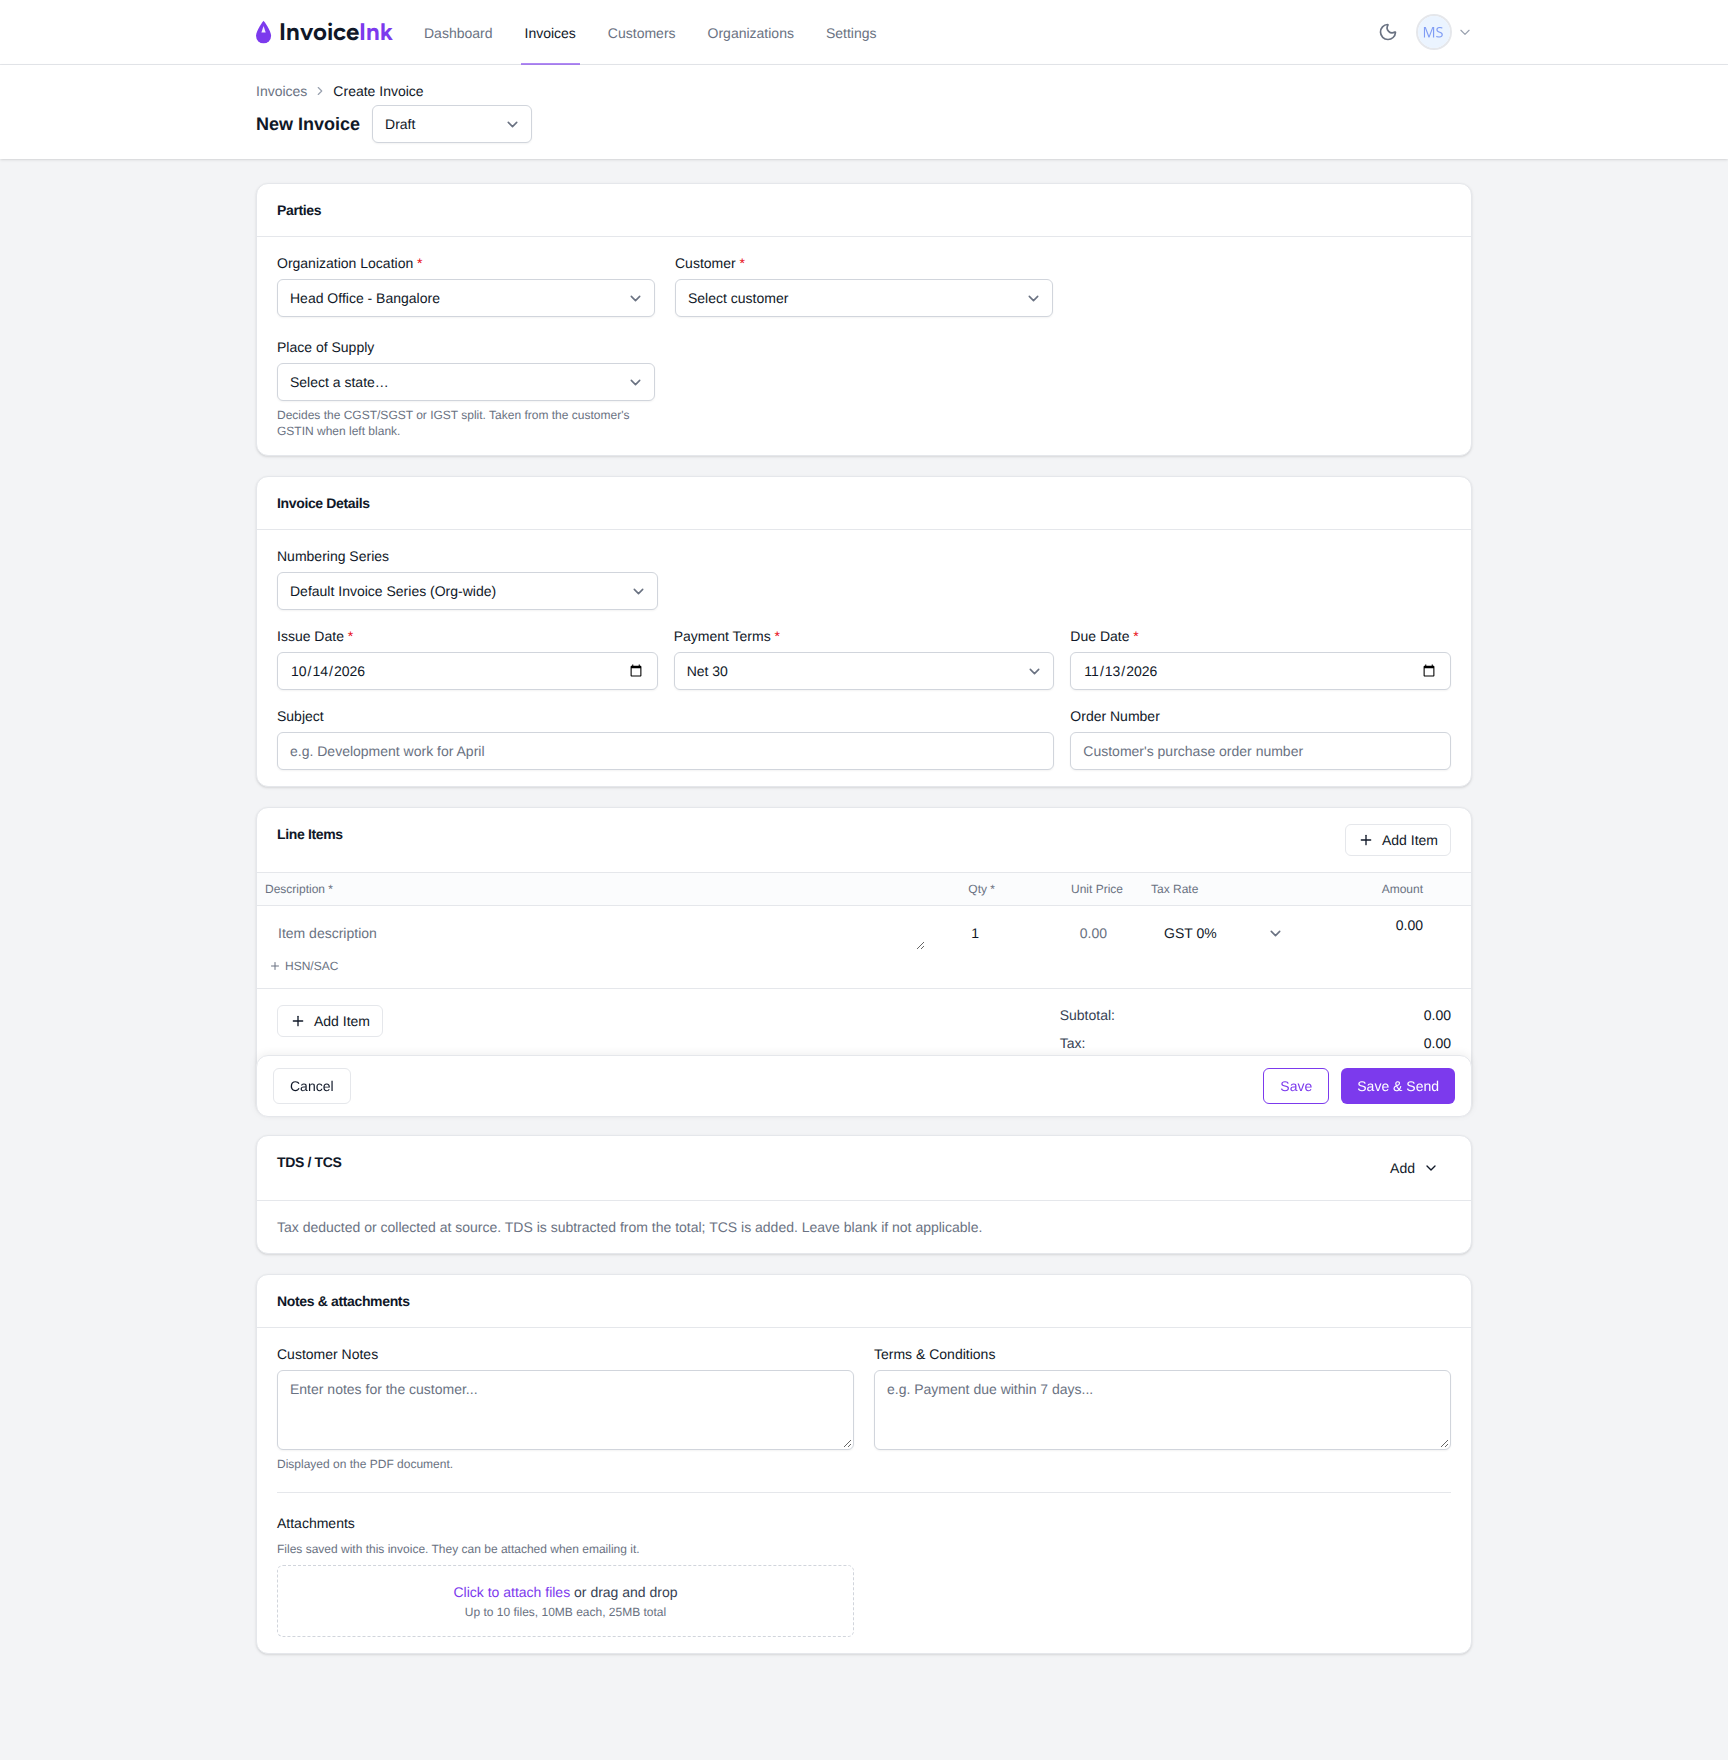 InvoiceInk Dashboard Invoices Customers Organizations Settings MS
Invoices Create Invoice
New Invoice Draft
Parties
Organization Location * Customer *
Head Office - Bangalore Select customer
Place of Supply
Select a state…
Decides the CGST/SGST or IGST split. Taken from the customer's
GSTIN when left blank.
Invoice Details
Numbering Series
Default Invoice Series (Org-wide)
Issue Date * Payment Terms * Due Date *
10/14/2026 Net 30 11/13/2026
Subject Order Number
e.g. Development work for April Customer's purchase order number
Line Items Add Item
Description * Qty * Unit Price Tax Rate Amount
Item description 1 0.00 GST 0% 0.00
+ HSN/SAC
+ Add Item Subtotal: 0.00
Tax: 0.00
Cancel Save Save & Send
TDS / TCS Add
Tax deducted or collected at source. TDS is subtracted from the total; TCS is added. Leave blank if not applicable.
Notes & attachments
Customer Notes Terms & Conditions
Enter notes for the customer... e.g. Payment due within 7 days...
Displayed on the PDF document.
Attachments
Files saved with this invoice. They can be attached when emailing it.
Click to attach files or drag and drop
Up to 10 files, 10MB each, 25MB total